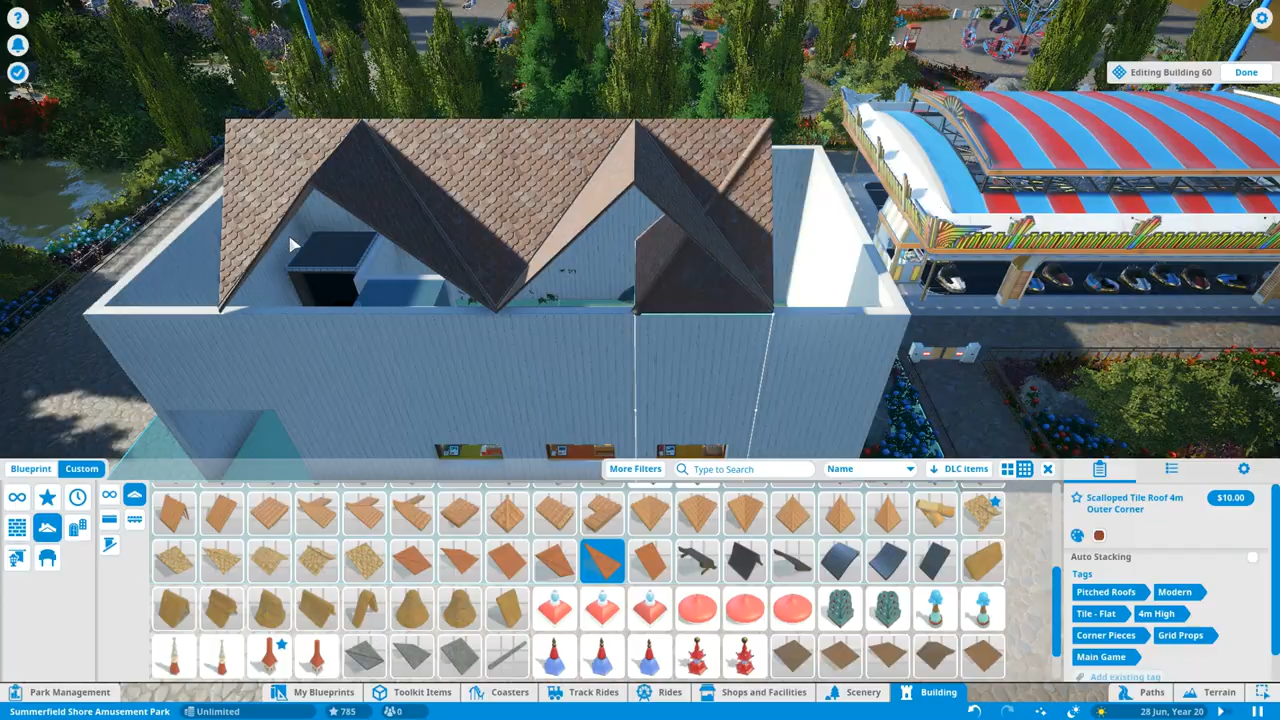 ?
Editing Building 60
Done
Blueprint
Custom
More Filters
Type to Search
Name
DLC items
Scalloped Tile Roof 4m Outer Corner
$10.00
Auto Stacking
Tags
Pitched Roofs
Modern
Tile - Flat
4m High
Corner Pieces
Grid Props
Main Game
Add existing tag
Park Management
My Blueprints
Toolkit Items
Coasters
Track Rides
Rides
Shops and Facilities
Scenery
Building
Paths
Terrain
Summerfield Shore Amusement Park
Unlimited
785
0
28 Jun, Year 20